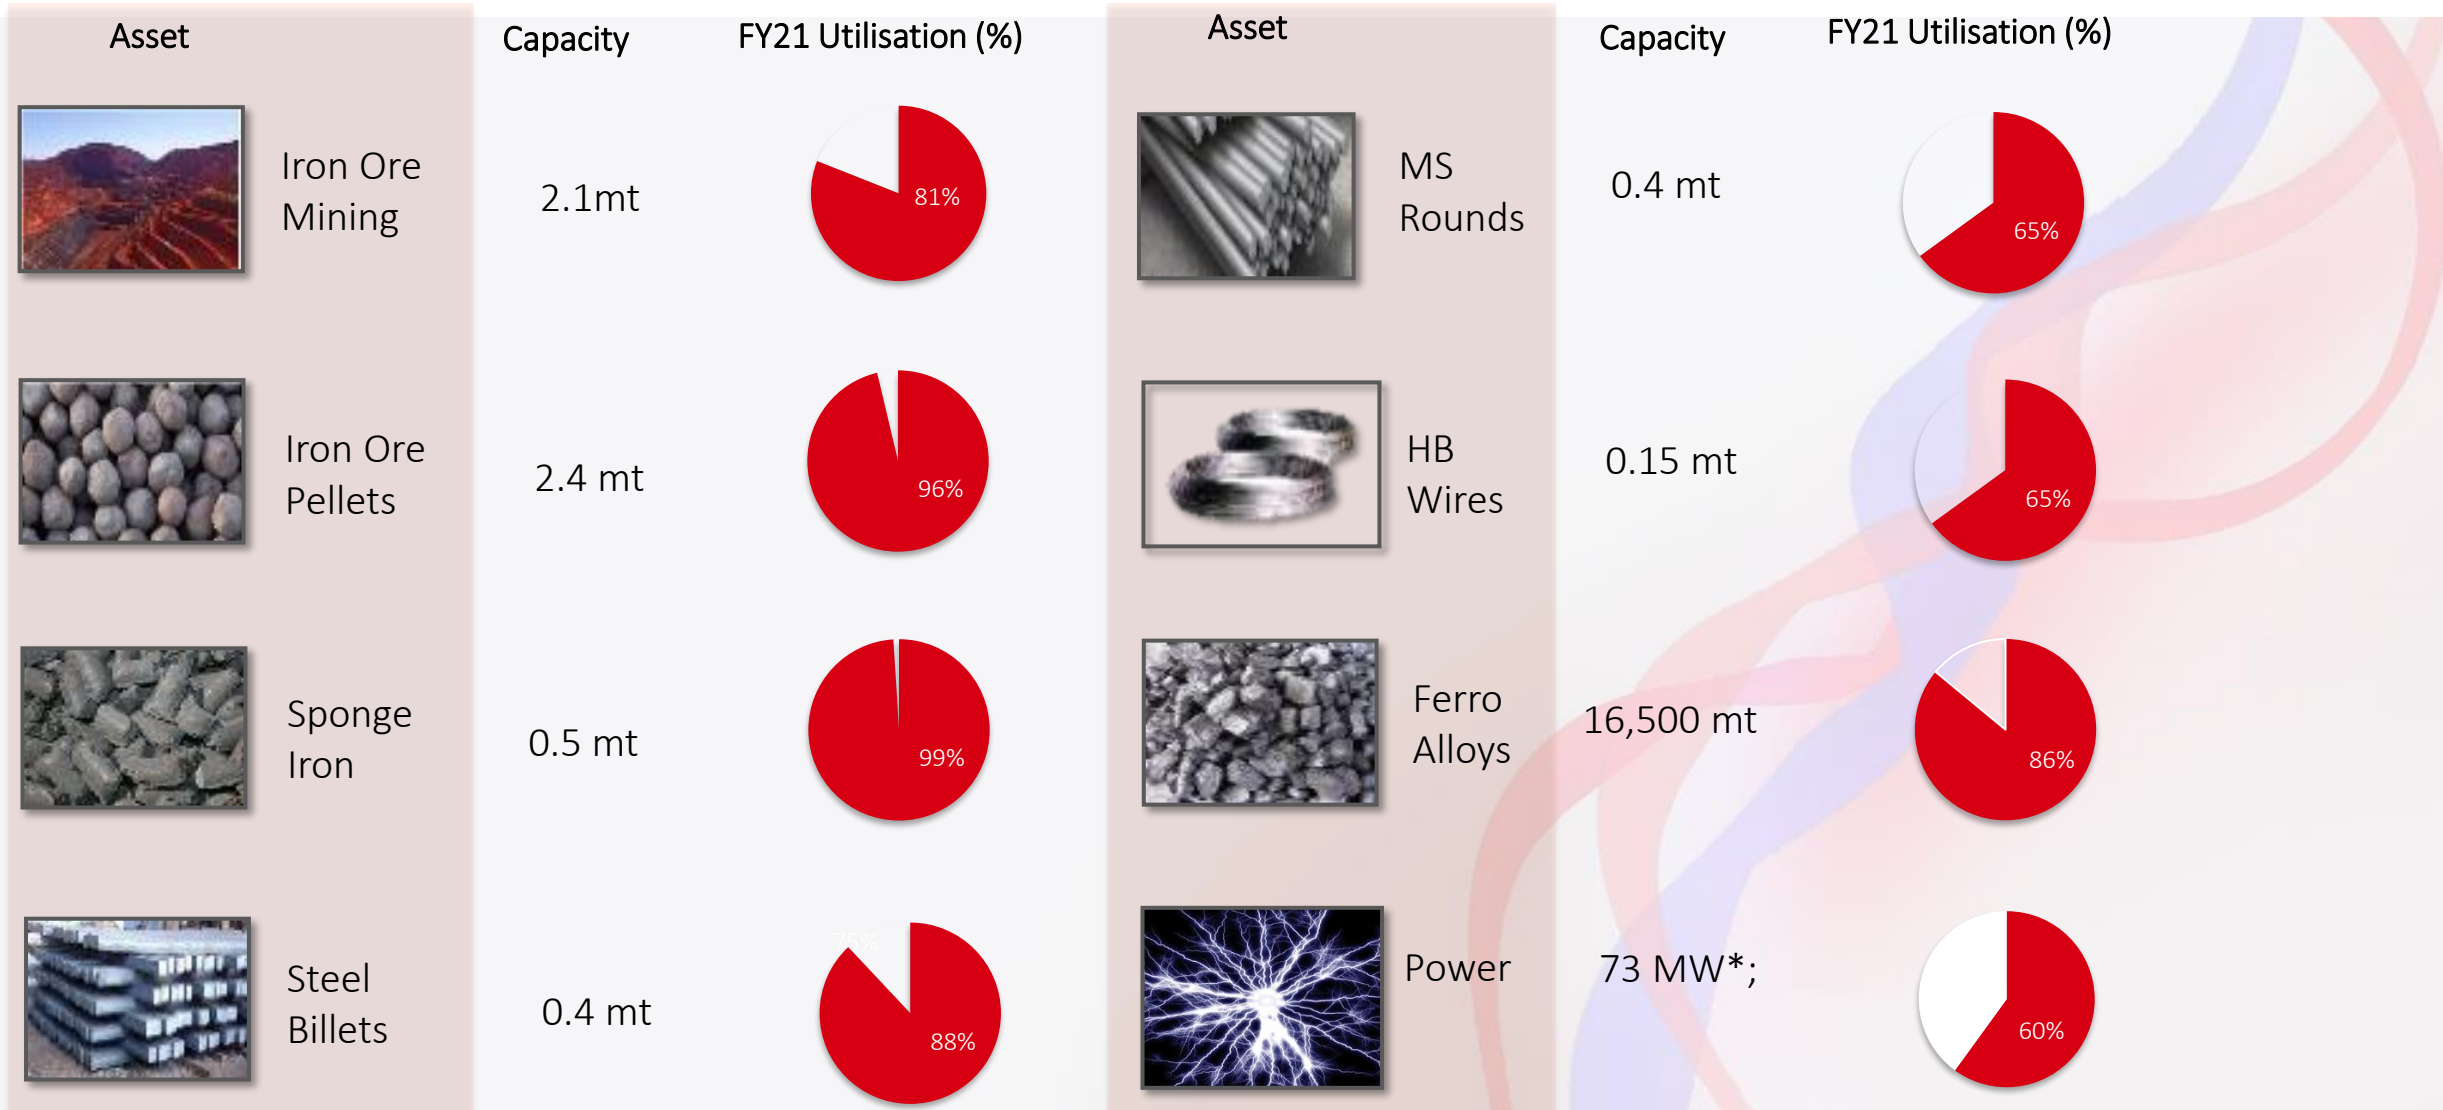 Asset
Capacity
FY21 Utilisation (%)
Iron Ore
Mining
2.1mt
81%
Iron Ore
Pellets
2.4 mt
96%
Sponge
Iron
0.5 mt
99%
Steel
Billets
0.4 mt
75%
88%
Asset
Capacity
FY21 Utilisation (%)
MS
Rounds
0.4 mt
65%
HB
Wires
0.15 mt
65%
Ferro
Alloys
16,500 mt
86%
Power
73 MW*;
60%